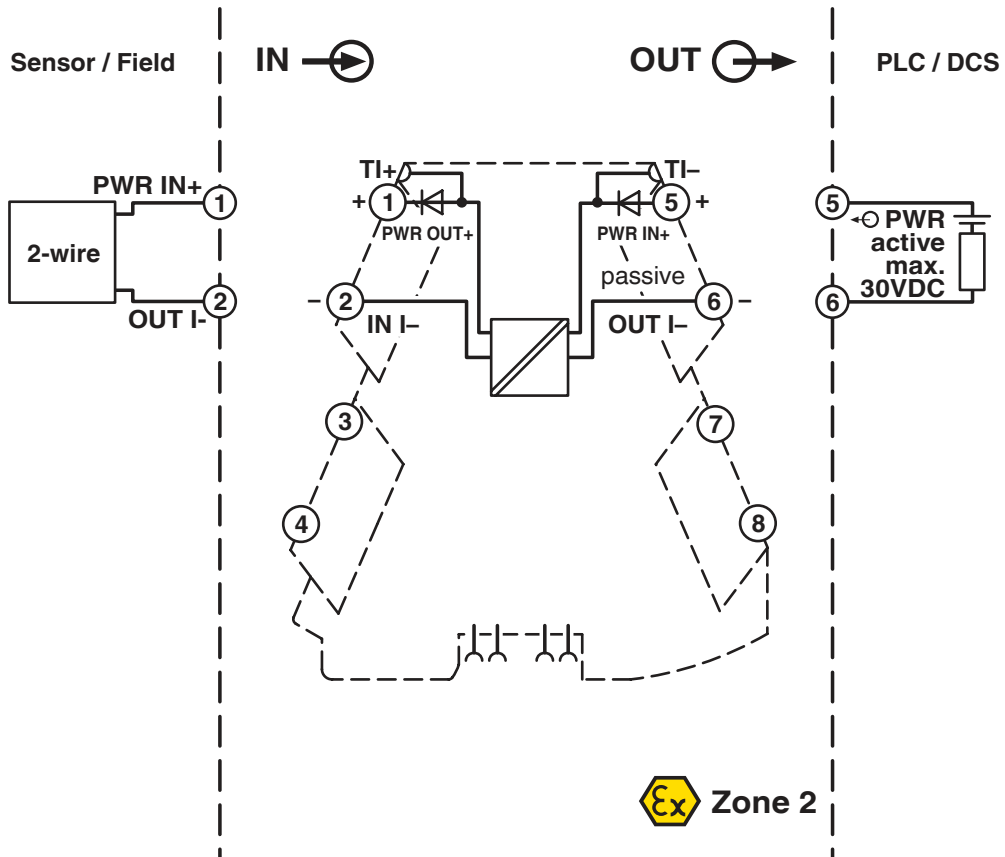 Sensor / Field
IN
OUT
PLC / DCS
PWR IN+
1
2-wire
2
OUT I-
TI+
+ 1
PWR OUT+
– 2
IN I–
3
4
TI–
5 +
PWR IN+
passive
6 –
OUT I–
7
8
5
PWR
active
max.
30VDC
6
Ex Zone 2